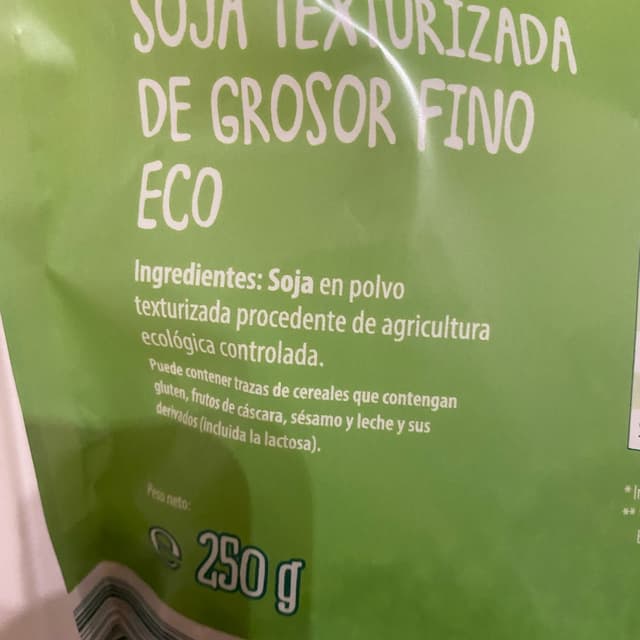 SOJA TEXTURIZADA
DE GROSOR FINO
ECO
Ingredientes: Soja en polvo
texturizada procedente de agricultura
ecológica controlada.
Puede contener trazas de cereales que contengan
gluten, frutos de cáscara, sésamo y leche y sus
derivados (incluida la lactosa).
Peso neto:
℮ 250 g